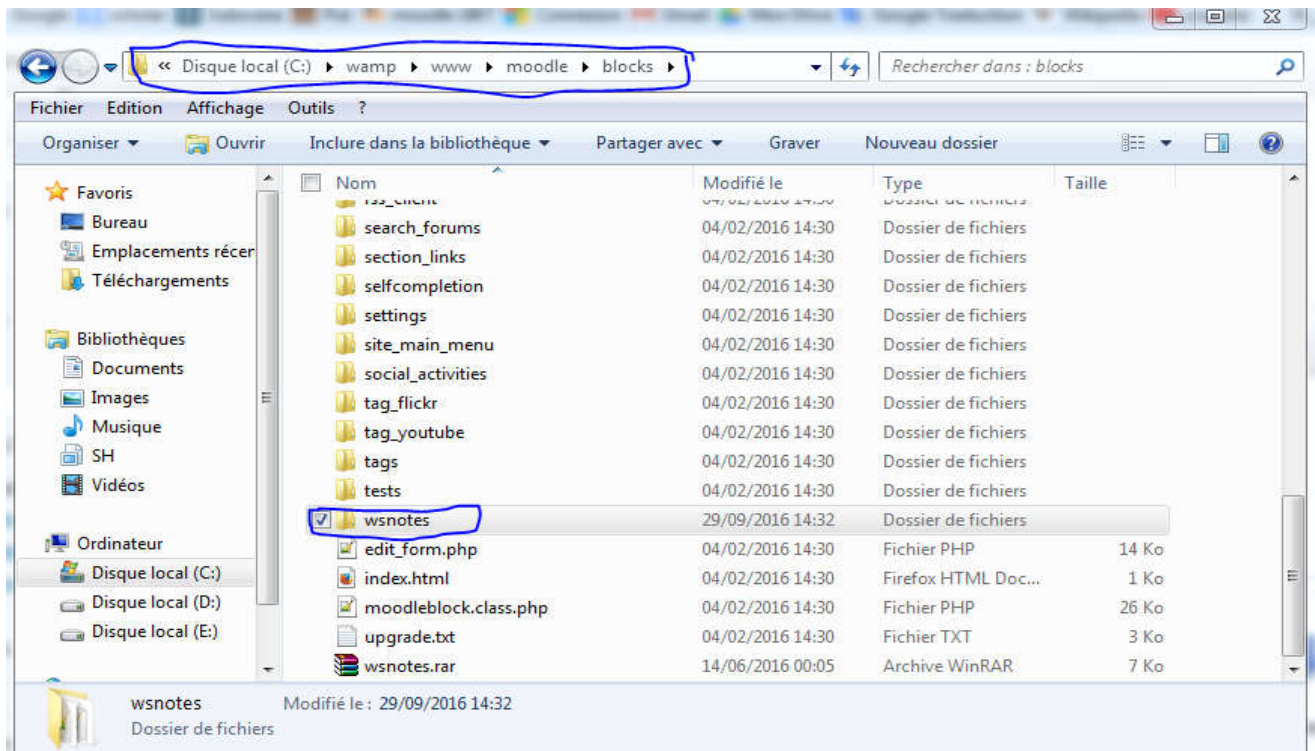 « Disque local (C:) ▸ wamp ▸ www ▸ moodle ▸ blocks ▸ Rechercher dans : blocks
Fichier Edition Affichage Outils ?
Organiser Ouvrir Inclure dans la bibliothèque Partager avec Graver Nouveau dossier
Favoris
Bureau
Emplacements récer
Téléchargements
Bibliothèques
Documents
Images
Musique
SH
Vidéos
Ordinateur
Disque local (C:)
Disque local (D:)
Disque local (E:)
Nom Modifié le Type Taille
rss_client 04/02/2016 14:30 Dossier de fichiers
search_forums 04/02/2016 14:30 Dossier de fichiers
section_links 04/02/2016 14:30 Dossier de fichiers
selfcompletion 04/02/2016 14:30 Dossier de fichiers
settings 04/02/2016 14:30 Dossier de fichiers
site_main_menu 04/02/2016 14:30 Dossier de fichiers
social_activities 04/02/2016 14:30 Dossier de fichiers
tag_flickr 04/02/2016 14:30 Dossier de fichiers
tag_youtube 04/02/2016 14:30 Dossier de fichiers
tags 04/02/2016 14:30 Dossier de fichiers
tests 04/02/2016 14:30 Dossier de fichiers
wsnotes 29/09/2016 14:32 Dossier de fichiers
edit_form.php 04/02/2016 14:30 Fichier PHP 14 Ko
index.html 04/02/2016 14:30 Firefox HTML Doc... 1 Ko
moodleblock.class.php 04/02/2016 14:30 Fichier PHP 26 Ko
upgrade.txt 04/02/2016 14:30 Fichier TXT 3 Ko
wsnotes.rar 14/06/2016 00:05 Archive WinRAR 7 Ko
wsnotes Modifié le : 29/09/2016 14:32
Dossier de fichiers